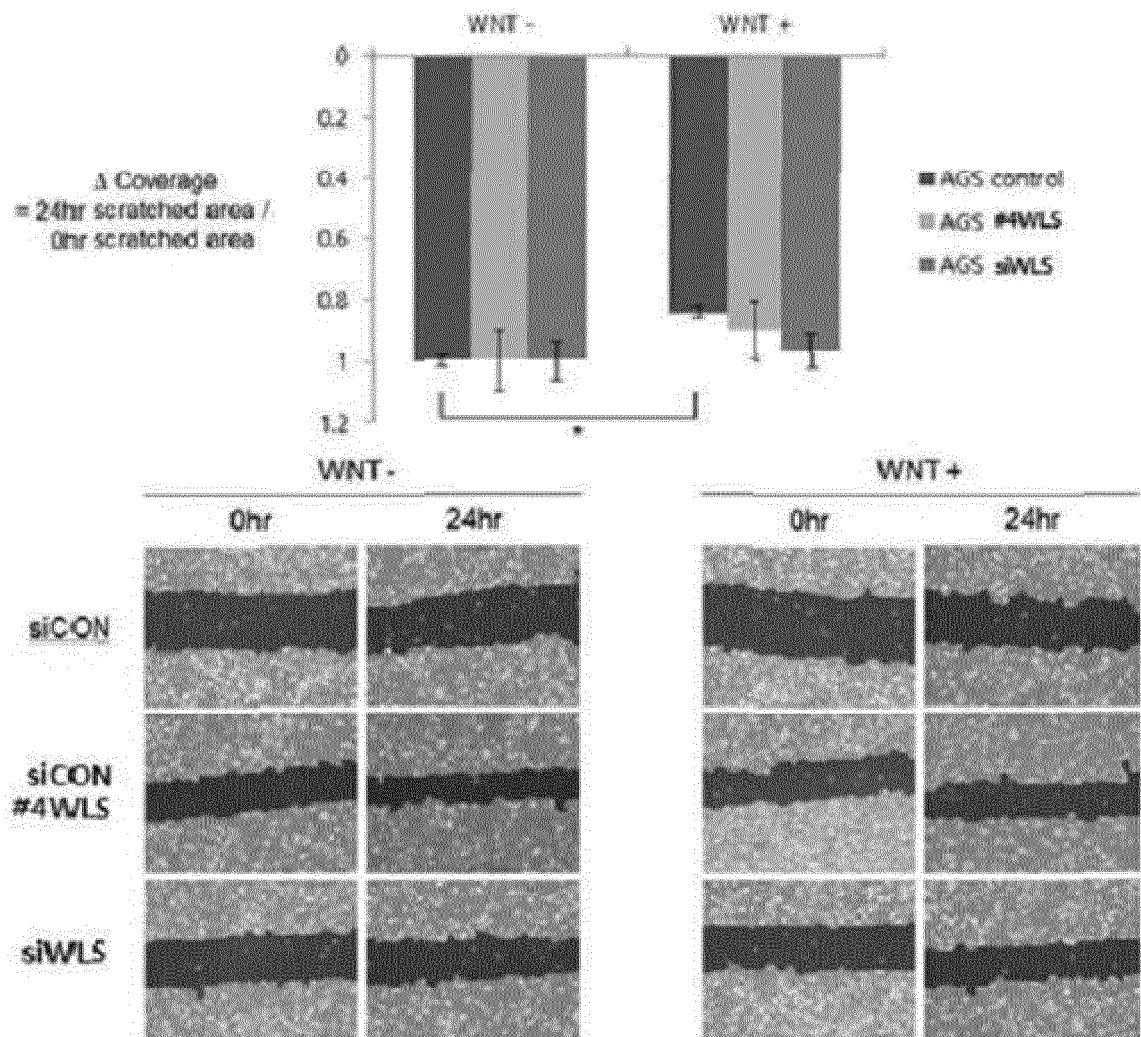 WNT - WNT +
0
0.2
0.4
0.6
0.8
1
1.2
Δ Coverage
= 24hr scratched area /
0hr scratched area
AGS control
AGS #4WLS
AGS siWLS
*
WNT - WNT +
0hr 24hr 0hr 24hr
siCON
siCON
#4WLS
siWLS